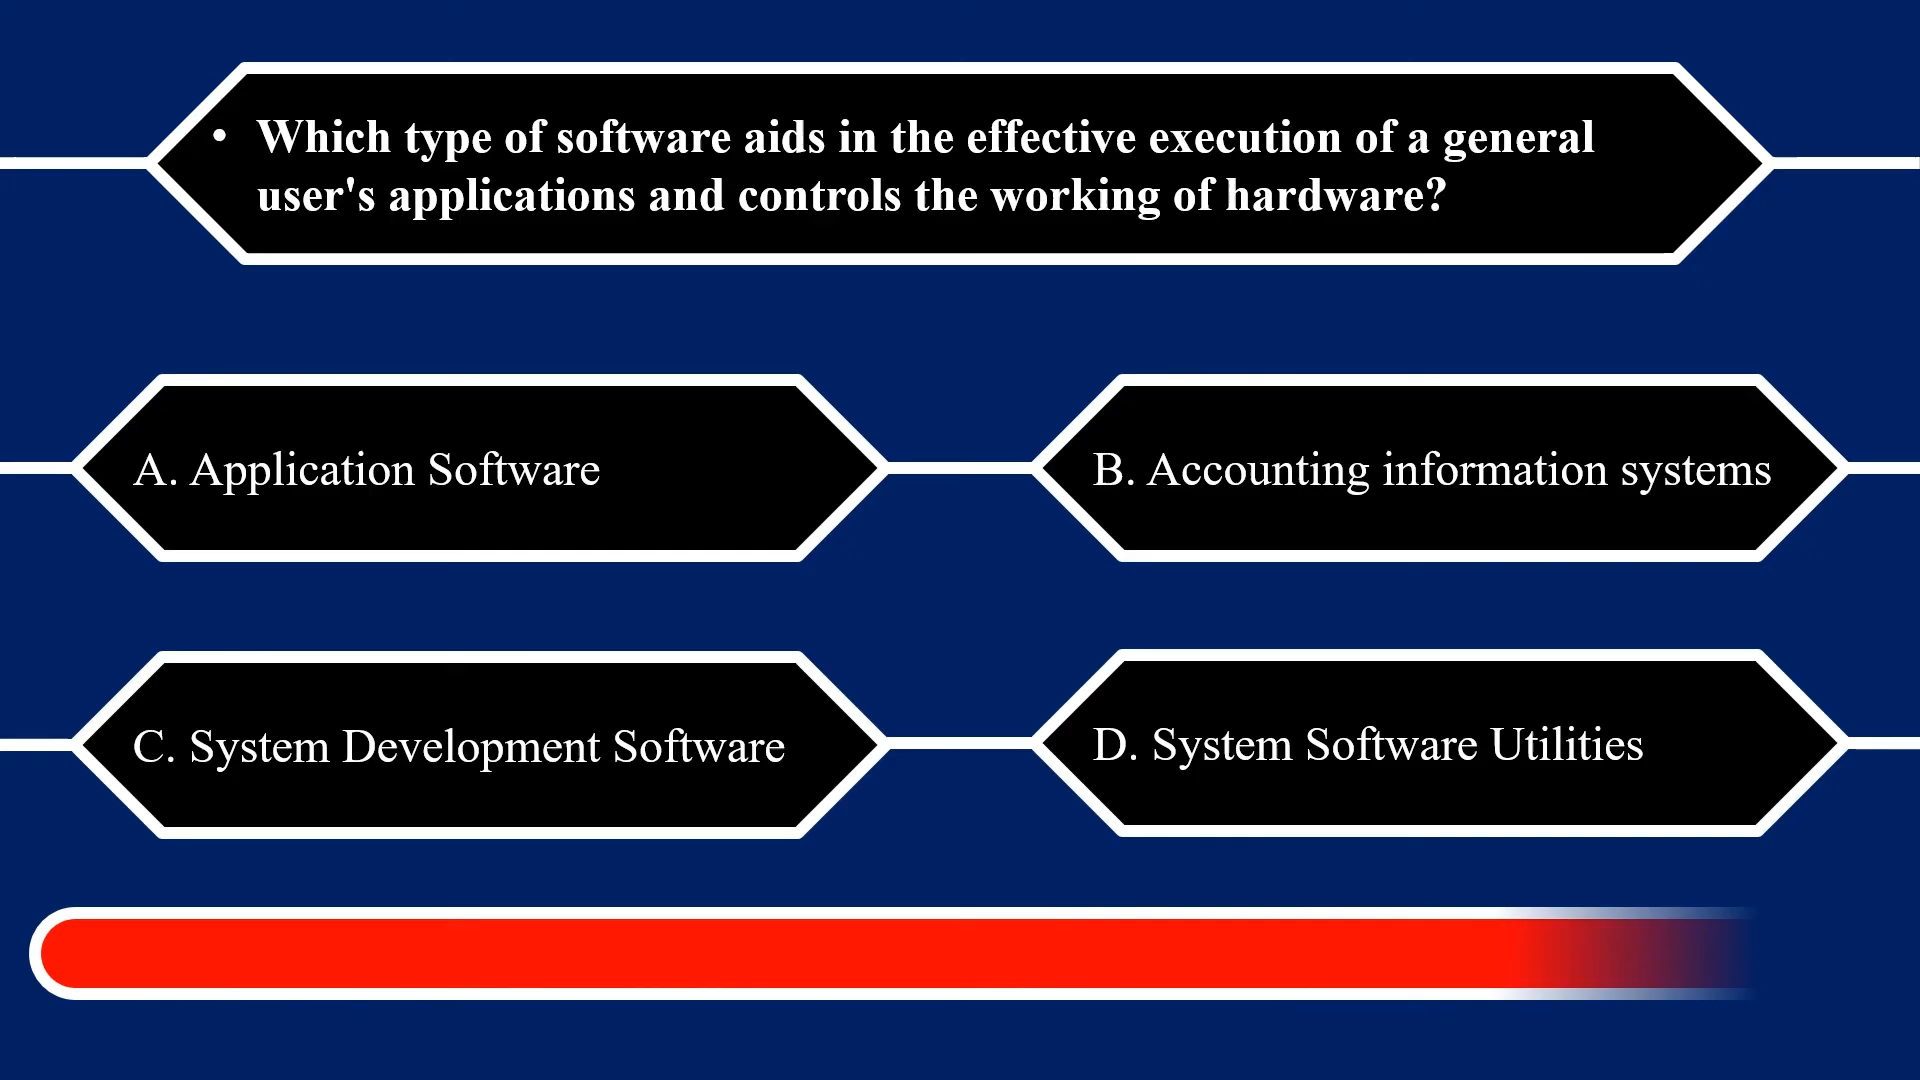 • Which type of software aids in the effective execution of a general
user's applications and controls the working of hardware?
A. Application Software
B. Accounting information systems
C. System Development Software
D. System Software Utilities